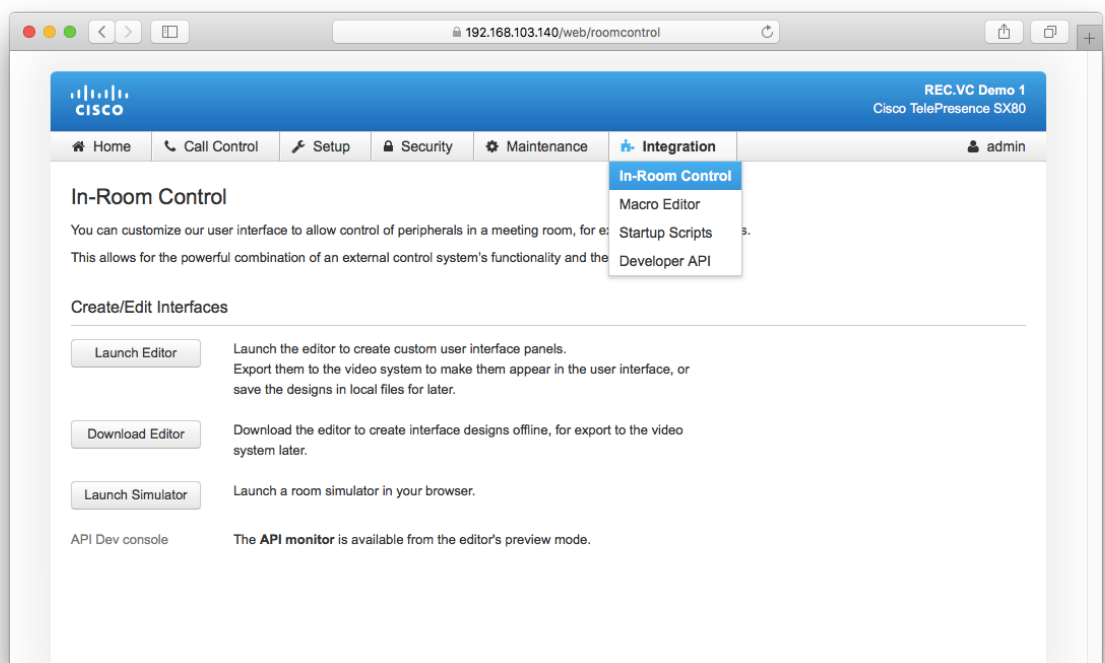 192.168.103.140/web/roomcontrol
CISCO
REC.VC Demo 1
Cisco TelePresence SX80
Home Call Control Setup Security Maintenance Integration admin
In-Room Control
Macro Editor
Startup Scripts
Developer API
In-Room Control
You can customize our user interface to allow control of peripherals in a meeting room, for e s.
This allows for the powerful combination of an external control system's functionality and the
Create/Edit Interfaces
Launch Editor
Launch the editor to create custom user interface panels.
Export them to the video system to make them appear in the user interface, or
save the designs in local files for later.
Download Editor
Download the editor to create interface designs offline, for export to the video
system later.
Launch Simulator
Launch a room simulator in your browser.
API Dev console
The API monitor is available from the editor's preview mode.